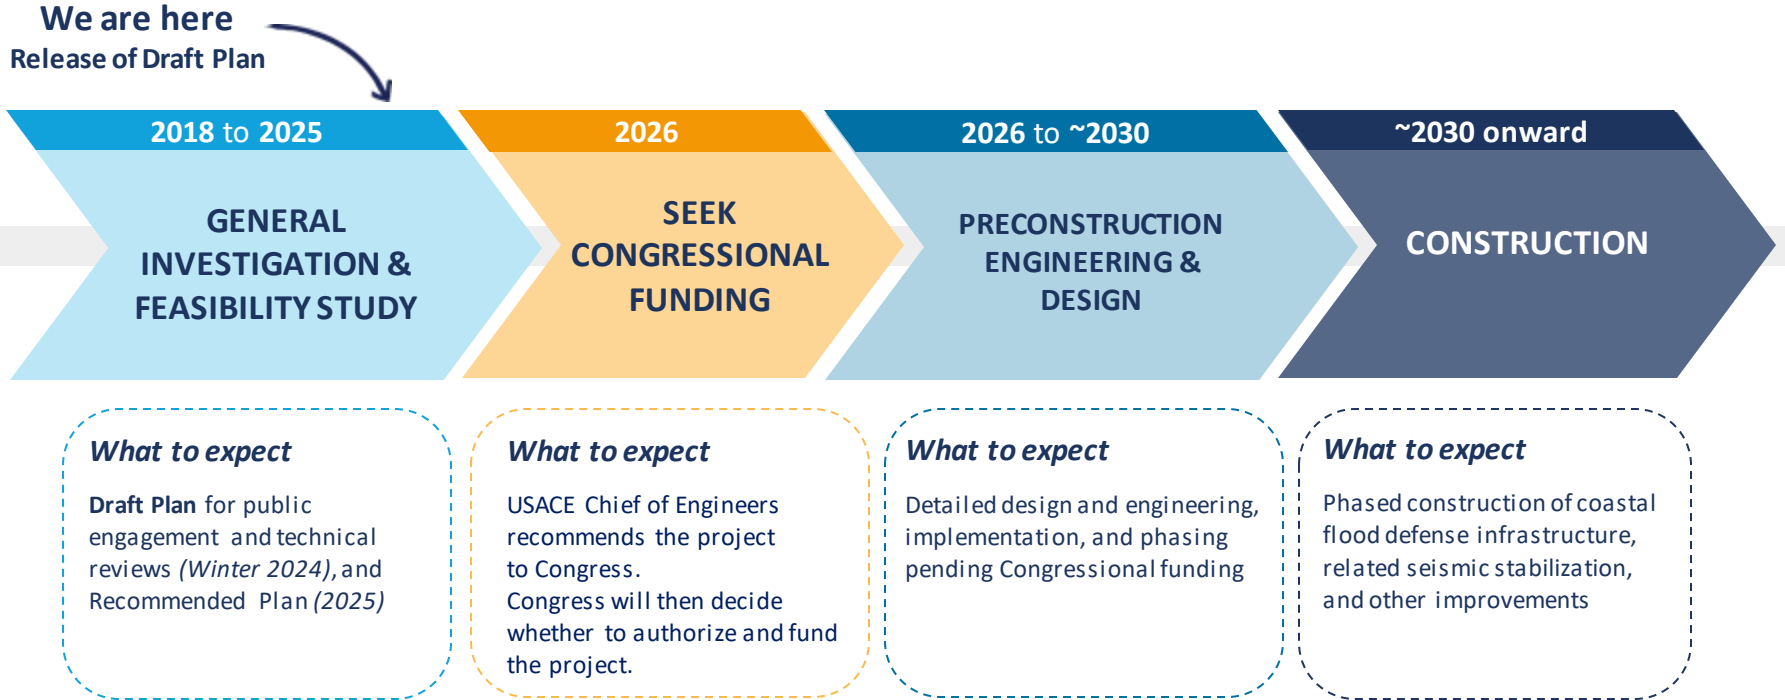 We are here
Release of Draft Plan
2018 to 2025
GENERAL
INVESTIGATION &
FEASIBILITY STUDY
What to expect
Draft Plan for public
engagement and technical
reviews (Winter 2024), and
Recommended Plan (2025)
2026
SEEK
CONGRESSIONAL
FUNDING
What to expect
USACE Chief of Engineers
recommends the project
to Congress.
Congress will then decide
whether to authorize and fund
the project.
2026 to ~2030
PRECONSTRUCTION
ENGINEERING &
DESIGN
What to expect
Detailed design and engineering,
implementation, and phasing
pending Congressional funding
~2030 onward
CONSTRUCTION
What to expect
Phased construction of coastal
flood defense infrastructure,
related seismic stabilization,
and other improvements